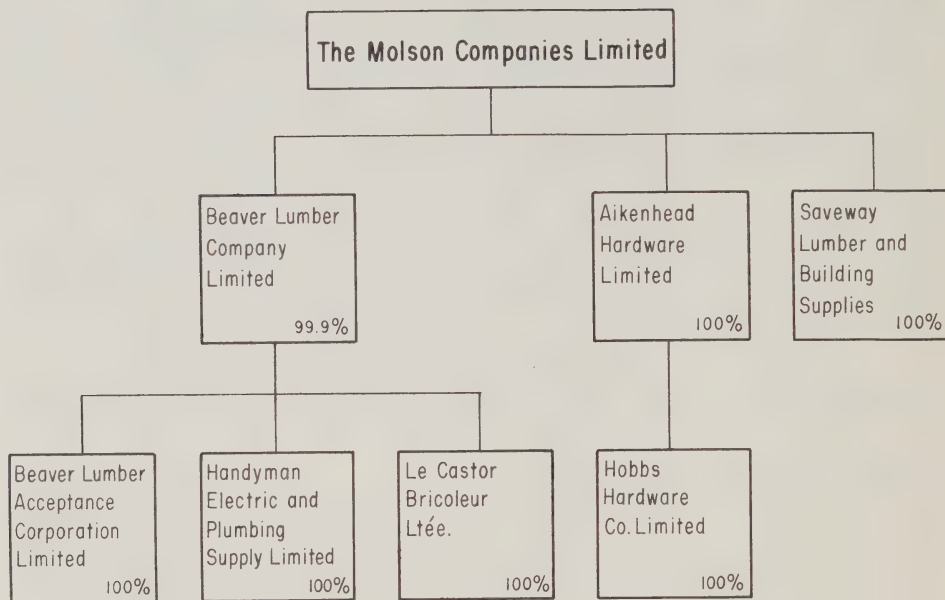 The Molson Companies Limited
Beaver Lumber
Company
Limited
99.9%
Aikenhead
Hardware
Limited
100%
Saveway
Lumber and
Building
Supplies
100%
Beaver Lumber
Acceptance
Corporation
Limited
100%
Handyman
Electric and
Plumbing
Supply Limited
100%
Le Castor
Bricoleur
Ltée.
100%
Hobbs
Hardware
Co. Limited
100%